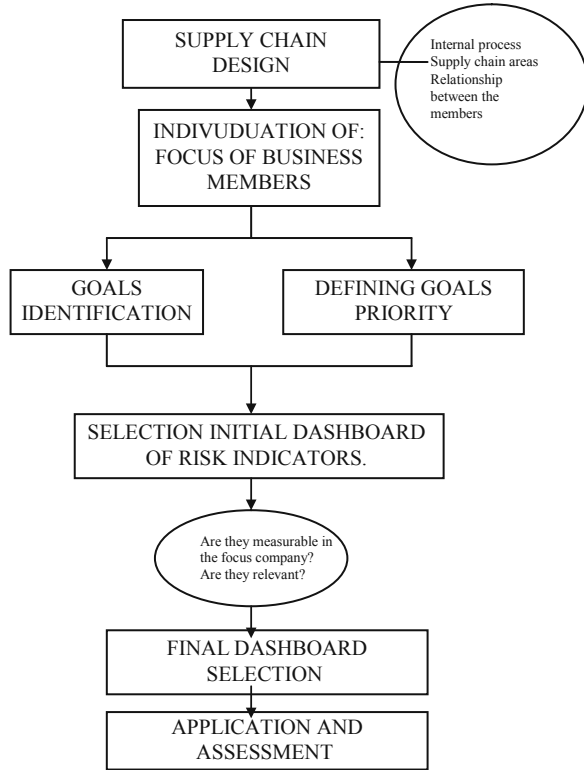 SUPPLY CHAIN
DESIGN
Internal process
Supply chain areas
Relationship
between the
members
INDIVUDUATION OF:
FOCUS OF BUSINESS
MEMBERS
GOALS
IDENTIFICATION
DEFINING GOALS
PRIORITY
SELECTION INITIAL DASHBOARD
OF RISK INDICATORS.
Are they measurable in
the focus company?
Are they relevant?
FINAL DASHBOARD
SELECTION
APPLICATION AND
ASSESSMENT